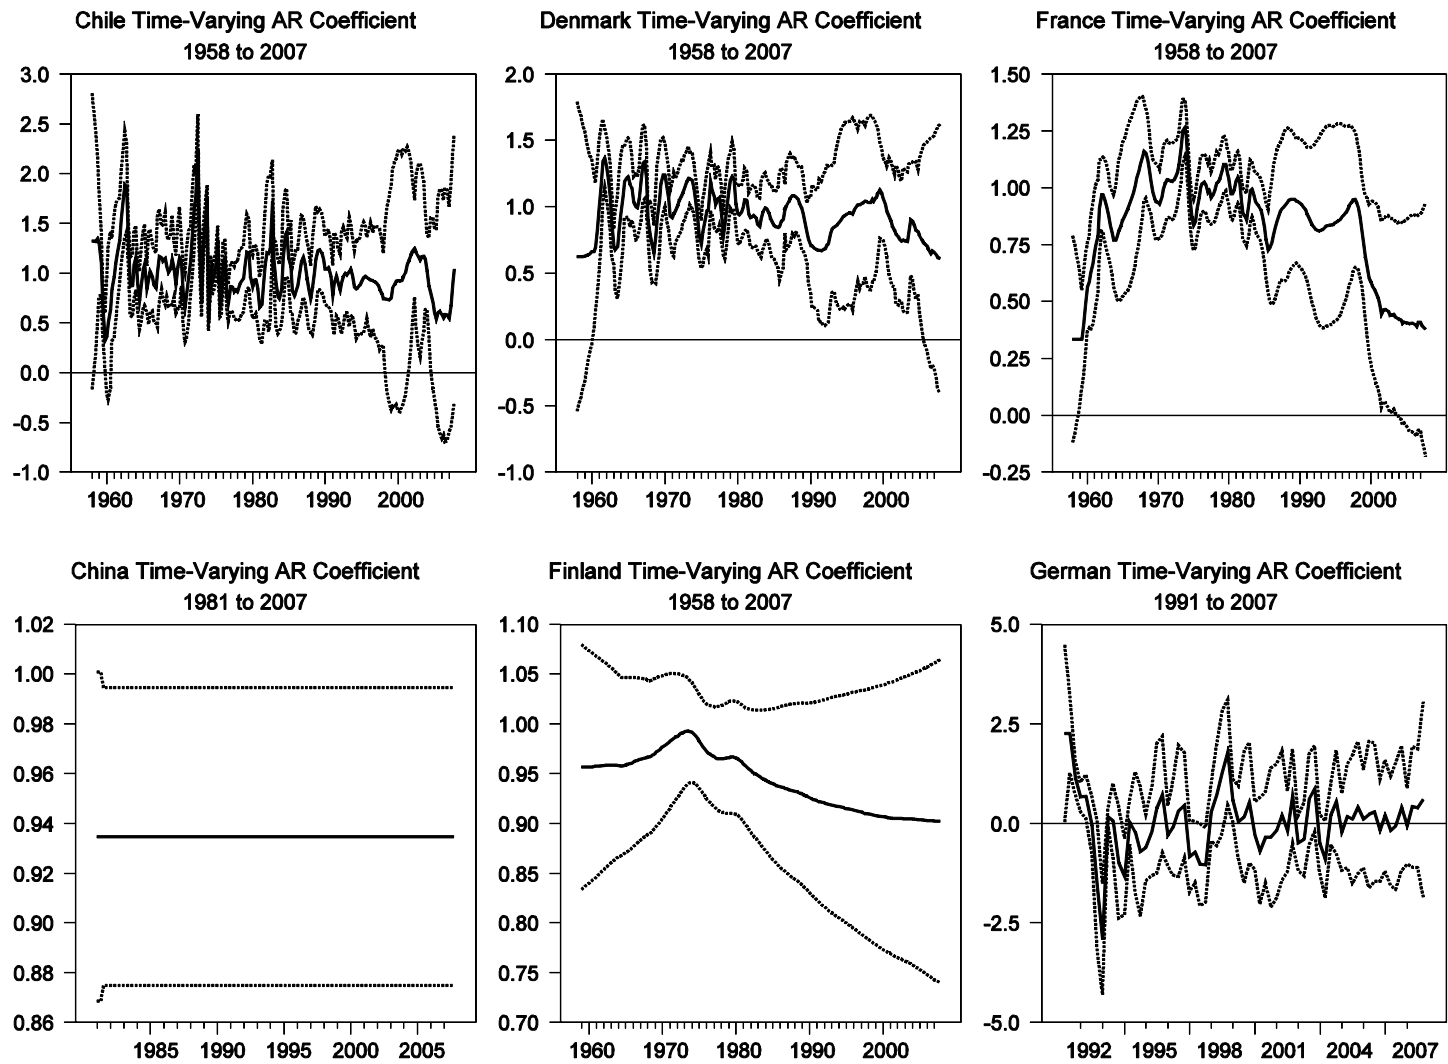 Chile Time-Varying AR Coefficient
1958 to 2007
3.0
2.5
2.0
1.5
1.0
0.5
0.0
-0.5
-1.0
1960 1970 1980 1990 2000
Denmark Time-Varying AR Coefficient
1958 to 2007
2.0
1.5
1.0
0.5
0.0
-0.5
-1.0
1960 1970 1980 1990 2000
France Time-Varying AR Coefficient
1958 to 2007
1.50
1.25
1.00
0.75
0.50
0.25
0.00
-0.25
1960 1970 1980 1990 2000
China Time-Varying AR Coefficient
1981 to 2007
1.02
1.00
0.98
0.96
0.94
0.92
0.90
0.88
0.86
1985 1990 1995 2000 2005
Finland Time-Varying AR Coefficient
1958 to 2007
1.10
1.05
1.00
0.95
0.90
0.85
0.80
0.75
0.70
1960 1970 1980 1990 2000
German Time-Varying AR Coefficient
1991 to 2007
5.0
2.5
0.0
-2.5
-5.0
1992 1995 1998 2001 2004 2007